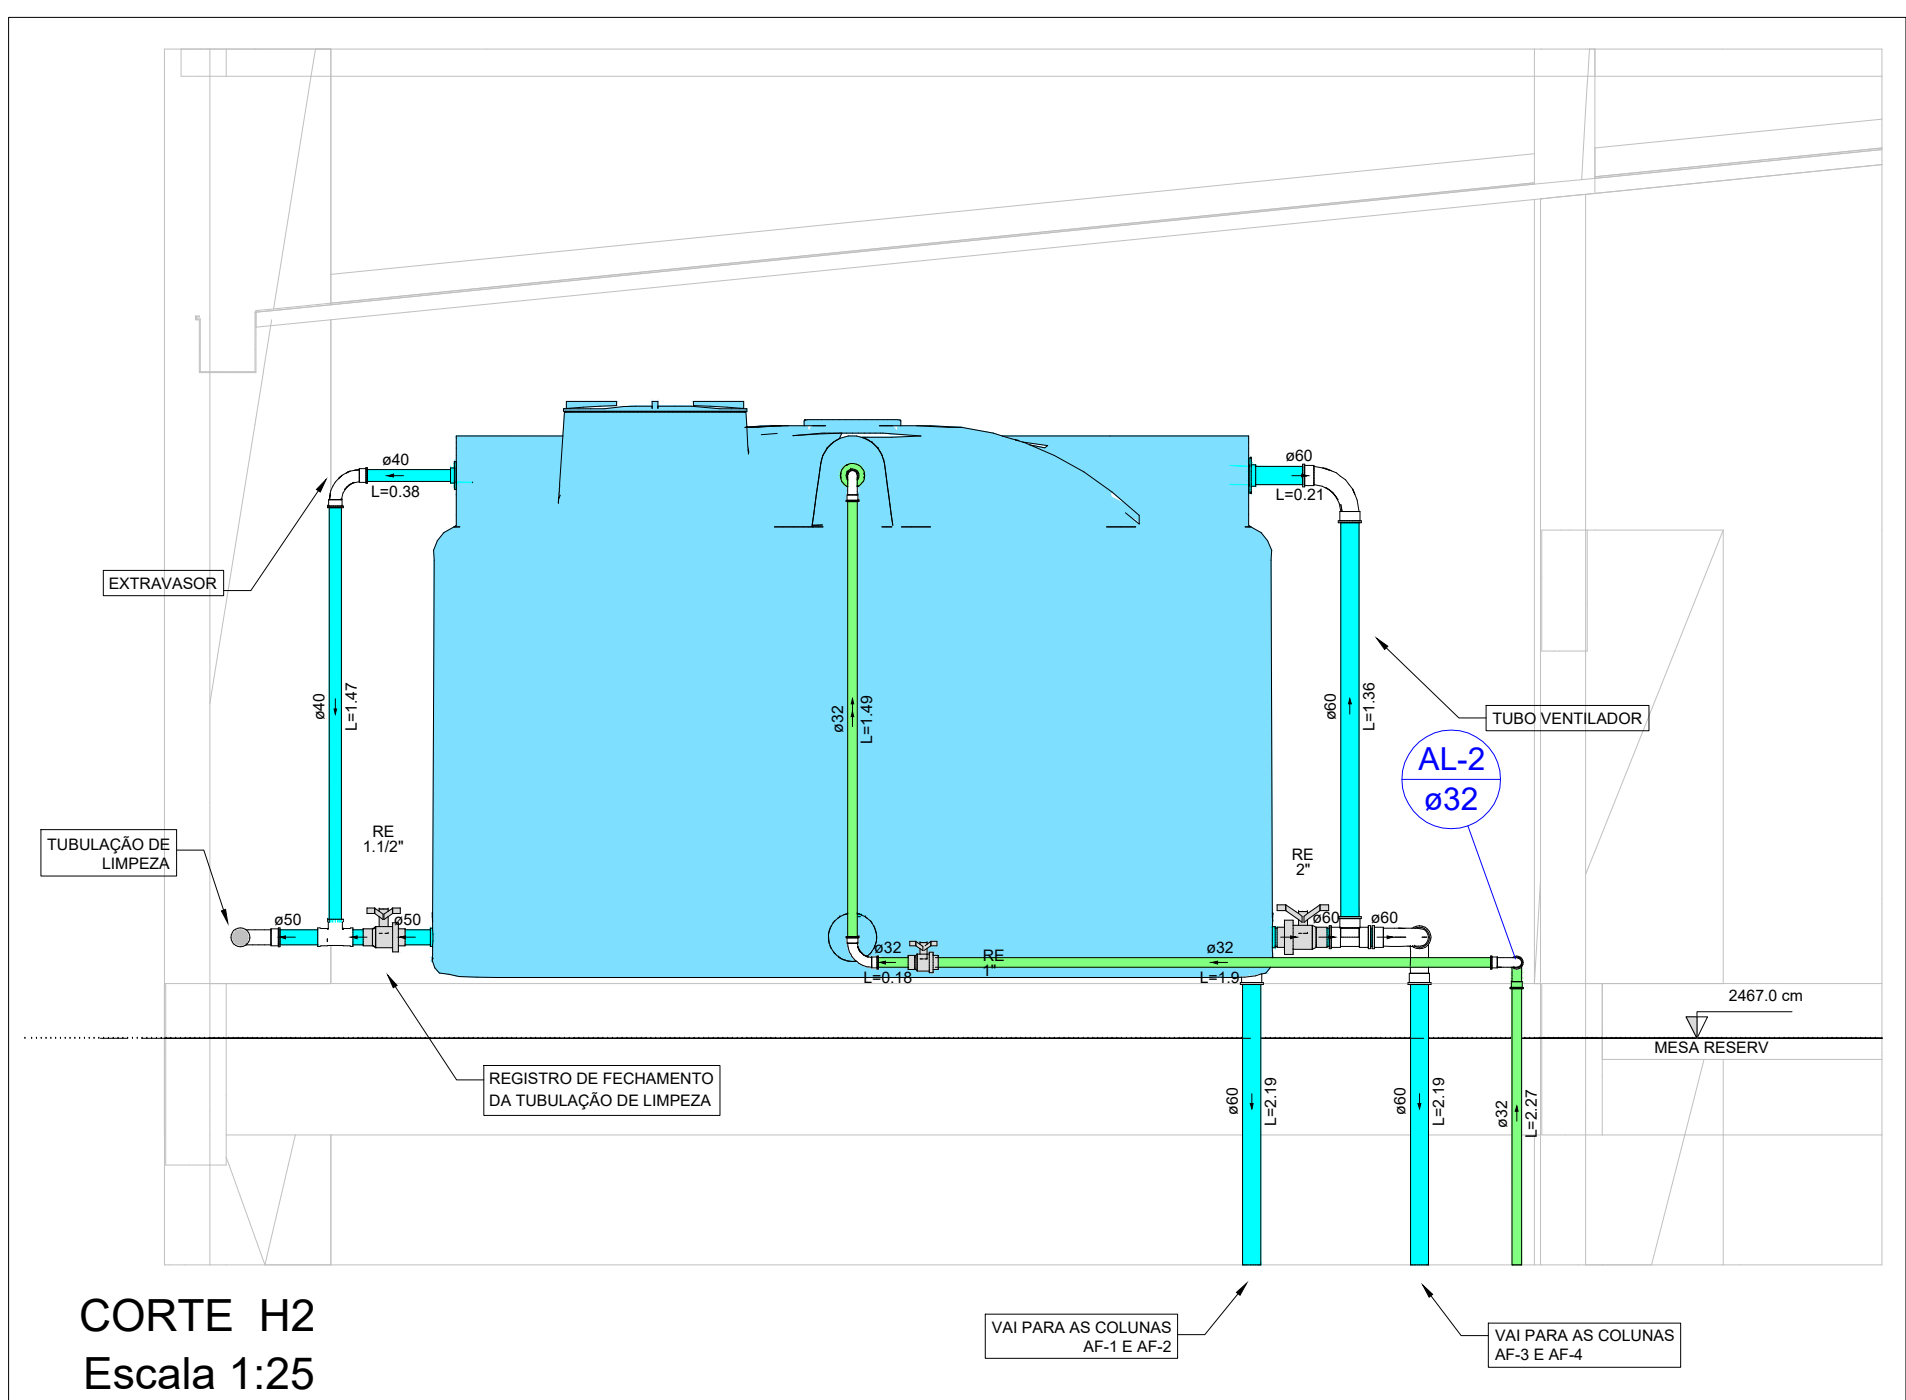 ø40
L=0.38
ø60
L=0.21
EXTRAVASOR
ø40
L=1.47
ø32
L=1.49
ø60
L=1.36
TUBO VENTILADOR
AL-2
ø32
TUBULAÇÃO DE
LIMPEZA
RE
1.1/2"
RE
2"
ø50
ø50
ø60
ø60
ø32
L=0.18
RE
1"
ø32
L=1.9
2467.0 cm
MESA RESERV
REGISTRO DE FECHAMENTO
DA TUBULAÇÃO DE LIMPEZA
ø60
L=2.19
ø60
L=2.19
ø32
L=2.27
CORTE H2
Escala 1:25
VAI PARA AS COLUNAS
AF-1 E AF-2
VAI PARA AS COLUNAS
AF-3 E AF-4